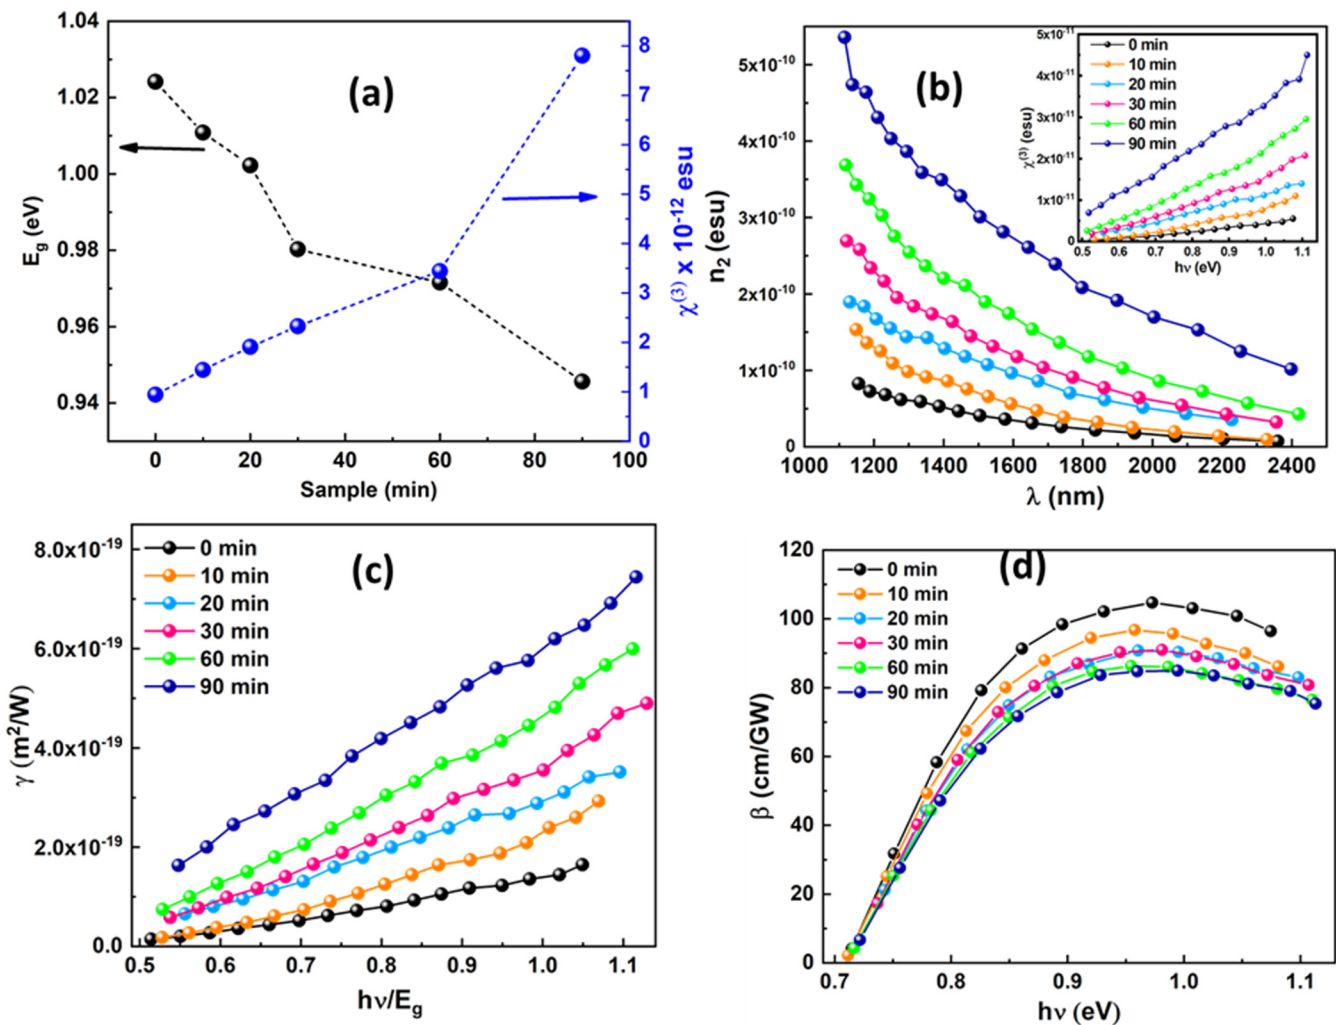 (a)
1.04
1.02
1.00
0.98
0.96
0.94
E_g (eV)
8
7
6
5
4
3
2
1
0
χ^(3) x 10^-12 esu
0 20 40 60 80 100
Sample (min)
(b)
5x10^-10
3x10^-10
2x10^-10
1x10^-10
0
n_2 (esu)
1000 1200 1400 1600 1800 2000 2200 2400
λ (nm)
0 min
10 min
20 min
30 min
60 min
90 min
5x10^-11
4x10^-11
3x10^-11
2x10^-11
1x10^-11
0
χ^(3) (esu)
0.5 0.6 0.7 0.8 0.9 1.0 1.1
hν (eV)
(c)
0 min
10 min
20 min
30 min
60 min
90 min
8.0x10^-19
6.0x10^-19
4.0x10^-19
2.0x10^-19
0.0
γ (m^2/W)
0.5 0.6 0.7 0.8 0.9 1.0 1.1
hν/E_g
(d)
0 min
10 min
20 min
30 min
60 min
90 min
120
100
80
60
40
20
0
β (cm/GW)
0.7 0.8 0.9 1.0 1.1
hν (eV)